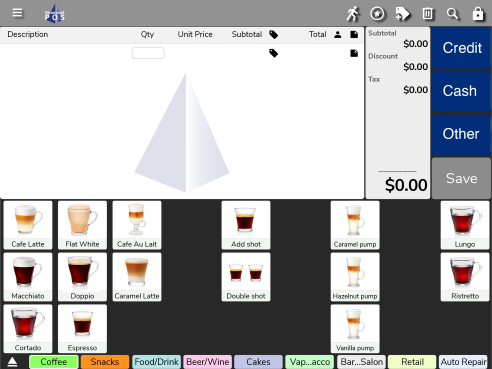 POS
Description Qty Unit Price Subtotal Total
Subtotal
$0.00
Discount
$0.00
Tax
$0.00
$0.00
Credit
Cash
Other
Save
Cafe Latte Flat White Cafe Au Lait Add shot Caramel pump Lungo
Macchiato Doppio Caramel Latte Double shot Hazelnut pump Ristretto
Cortado Espresso Vanilla pump
Coffee Snacks Food/Drink Beer/Wine Cakes Vap...acco Bar...Salon Retail Auto Repair